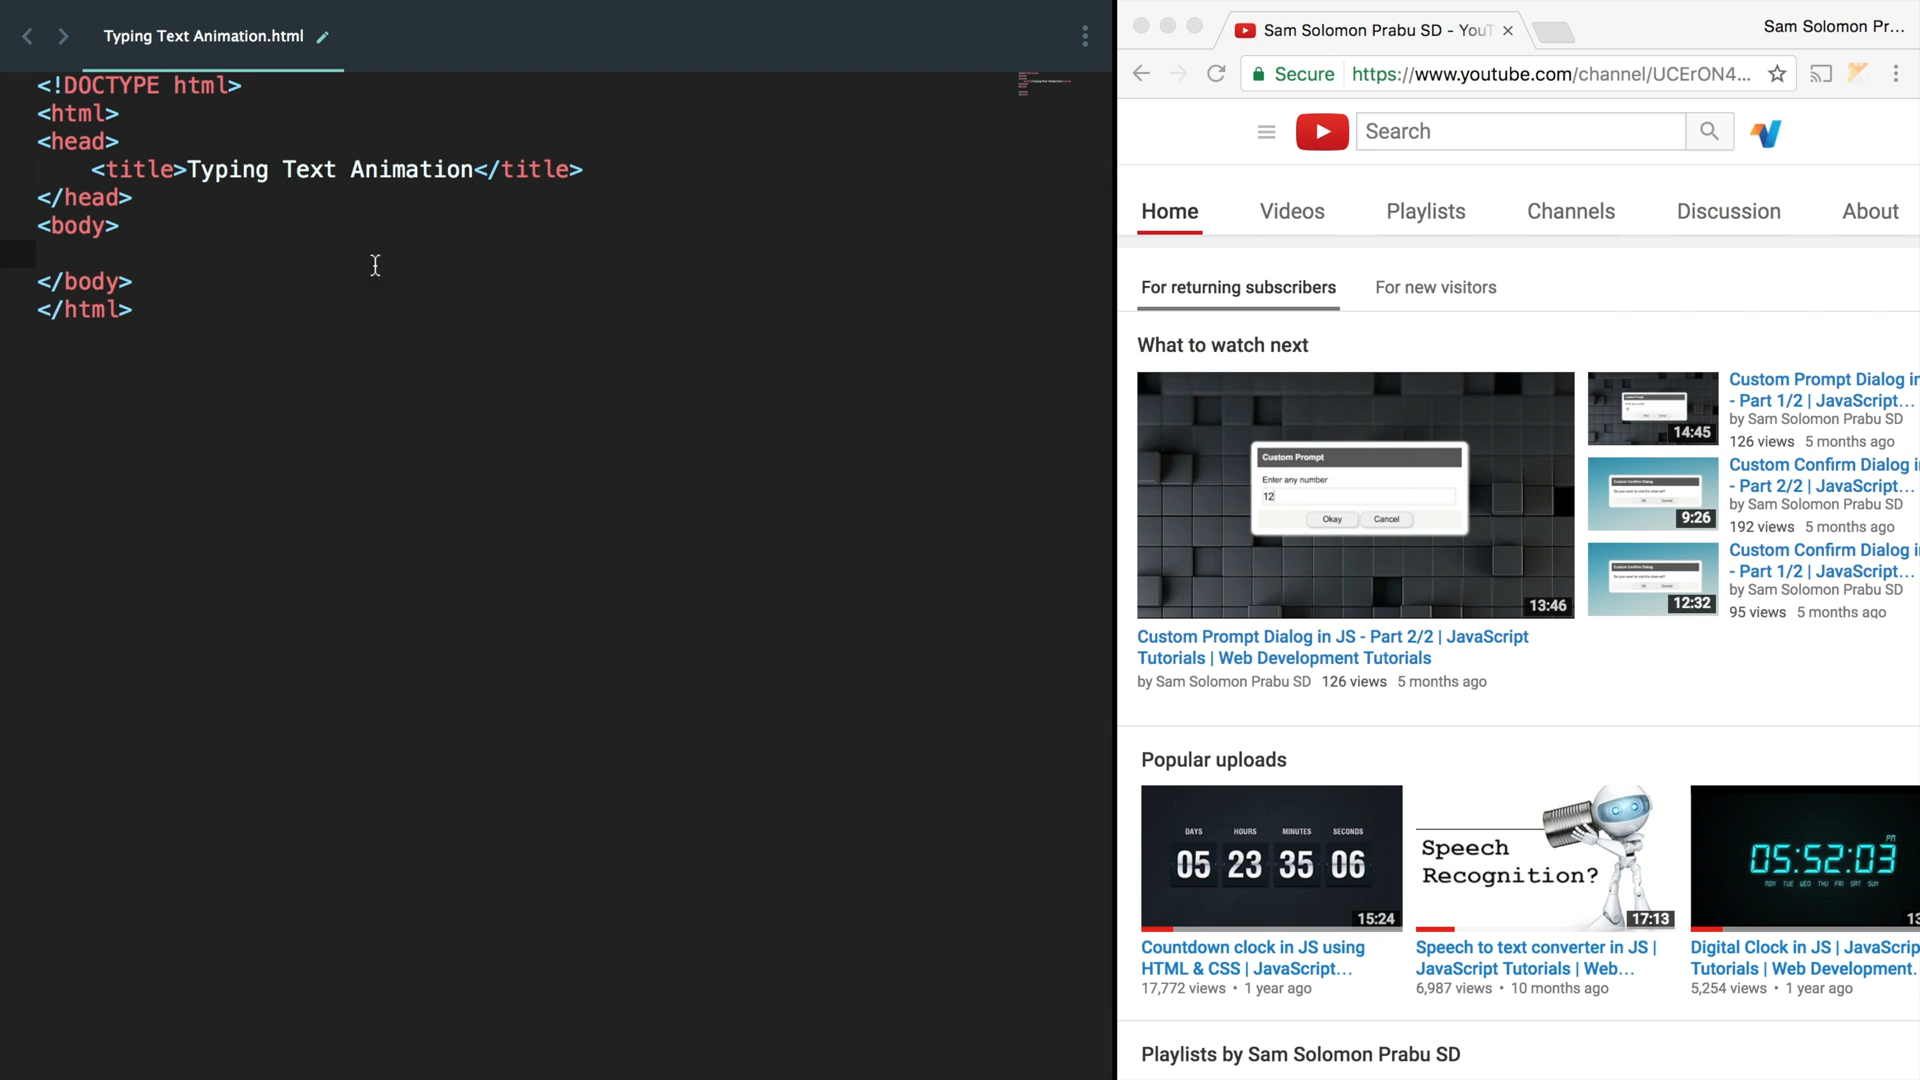 Typing Text Animation.html
<!DOCTYPE html>
<html>
<head>
<title>Typing Text Animation</title>
</head>
<body>
</body>
</html>
Sam Solomon Prabu SD - YouT
Sam Solomon Pr...
Secure https://www.youtube.com/channel/UCErON4...
Search
Home Videos Playlists Channels Discussion About
For returning subscribers For new visitors
What to watch next
Custom Prompt
Enter any number
12
Okay Cancel
13:46
Custom Prompt Dialog in JS - Part 2/2 | JavaScript
Tutorials | Web Development Tutorials
by Sam Solomon Prabu SD 126 views 5 months ago
14:45
Custom Prompt Dialog in
- Part 1/2 | JavaScript...
by Sam Solomon Prabu SD
126 views 5 months ago
9:26
Custom Confirm Dialog i
- Part 2/2 | JavaScript...
by Sam Solomon Prabu SD
192 views 5 months ago
12:32
Custom Confirm Dialog i
- Part 1/2 | JavaScript...
by Sam Solomon Prabu SD
95 views 5 months ago
Popular uploads
DAYS HOURS MINUTES SECONDS
05 23 35 06
15:24
Countdown clock in JS using
HTML & CSS | JavaScript...
17,772 views • 1 year ago
Speech
Recognition?
17:13
Speech to text converter in JS |
JavaScript Tutorials | Web...
6,987 views • 10 months ago
PM
05:52:03
MON TUE WED THU FRI SAT SUN
13
Digital Clock in JS | JavaScrip
Tutorials | Web Development.
5,254 views • 1 year ago
Playlists by Sam Solomon Prabu SD